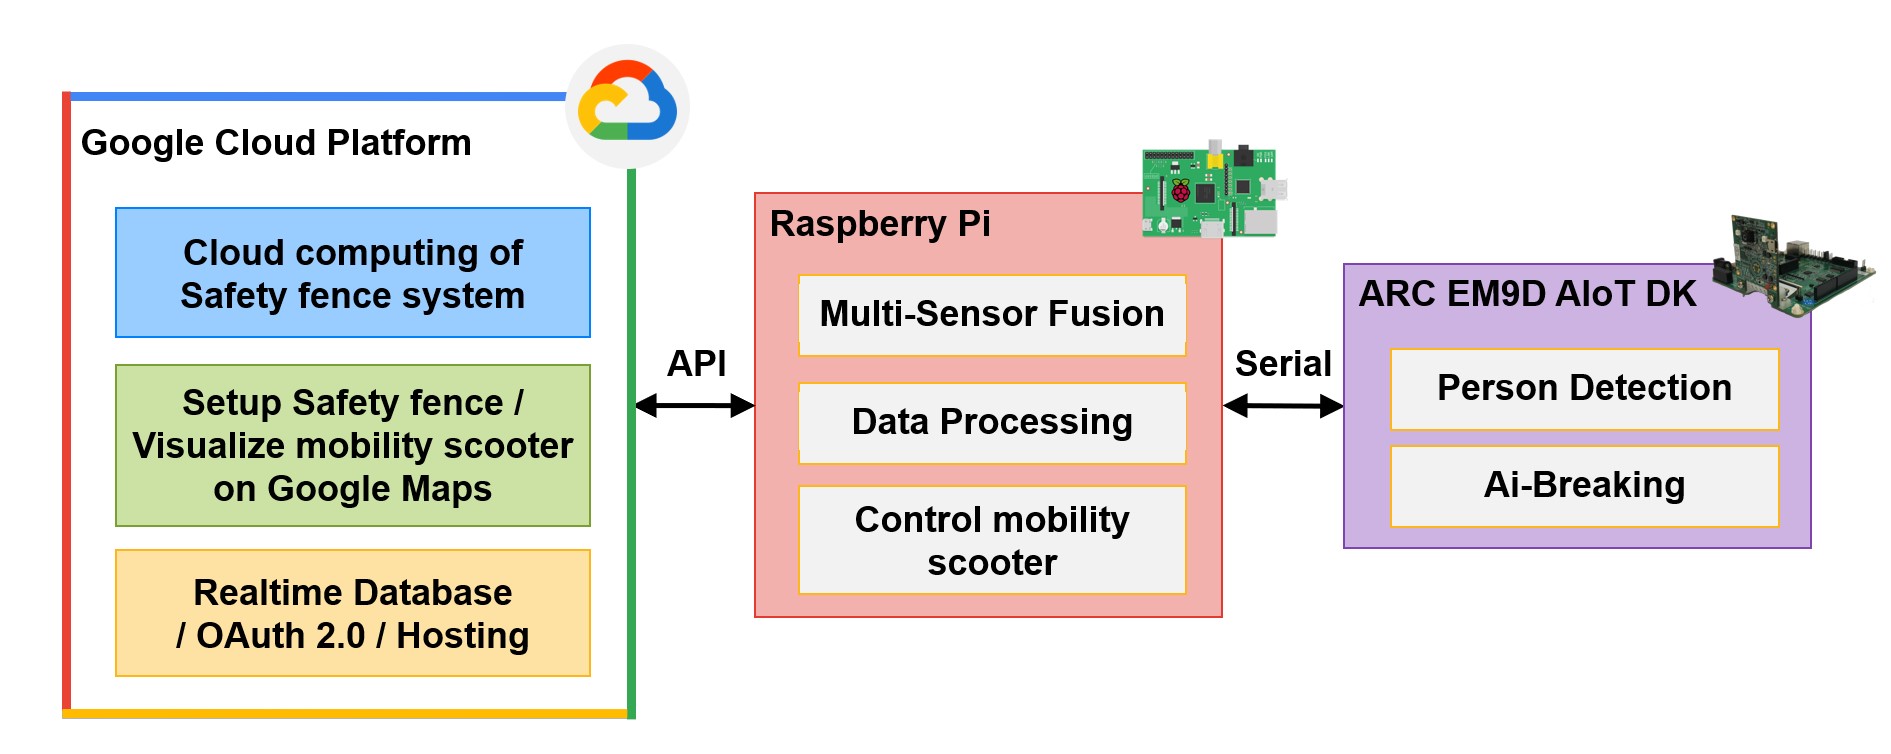 Google Cloud Platform
Cloud computing of
Safety fence system
Setup Safety fence /
Visualize mobility scooter
on Google Maps
Realtime Database
/ OAuth 2.0 / Hosting
API
Raspberry Pi
Multi-Sensor Fusion
Data Processing
Control mobility
scooter
Serial
ARC EM9D AIoT DK
Person Detection
Ai-Breaking